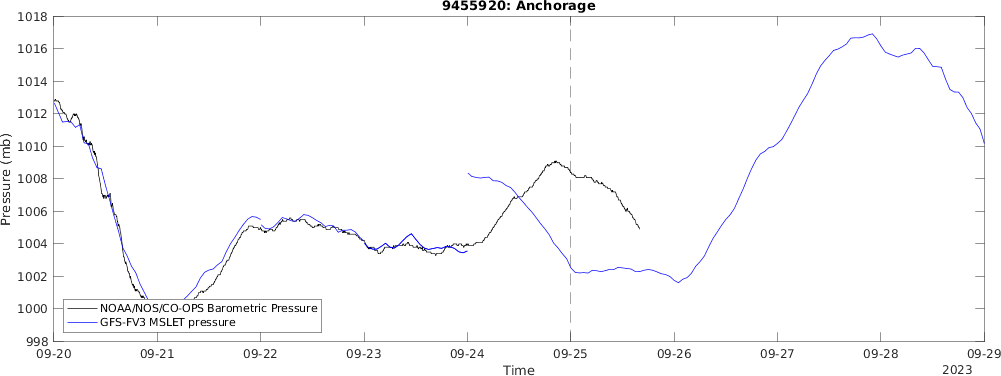 9455920: Anchorage
1018
1016
1014
1012
1010
1008
1006
1004
1002
1000
998
Pressure (mb)
NOAA/NOS/CO-OPS Barometric Pressure
GFS-FV3 MSLET pressure
09-20 09-21 09-22 09-23 09-24 09-25 09-26 09-27 09-28 09-29
Time
2023